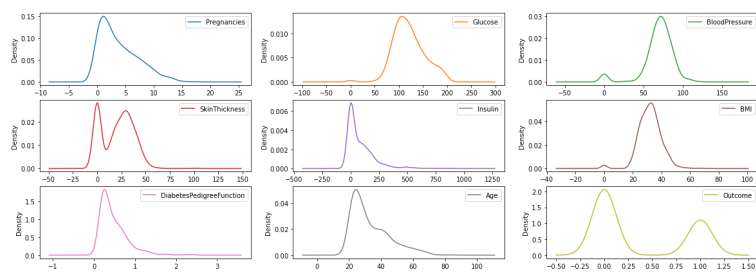 0.15
0.10
0.05
0.00
Density
Pregnancies
−10 −5 0 5 10 15 20 25
0.010
0.005
0.000
Density
Glucose
−100 −50 0 50 100 150 200 250 300
0.03
0.02
0.01
0.00
Density
BloodPressure
−50 0 50 100 150
0.02
0.01
0.00
Density
SkinThickness
−50 −25 0 25 50 75 100 125 150
0.006
0.004
0.002
0.000
Density
Insulin
−500 −250 0 250 500 750 1000 1250
0.04
0.02
0.00
Density
BMI
−40 −20 0 20 40 60 80 100
1.5
1.0
0.5
0.0
Density
DiabetesPedigreeFunction
−1 0 1 2 3
0.04
0.02
0.00
Density
Age
0 20 40 60 80 100
2.0
1.5
1.0
0.5
0.0
Density
Outcome
−0.50 −0.25 0.00 0.25 0.50 0.75 1.00 1.25 1.50